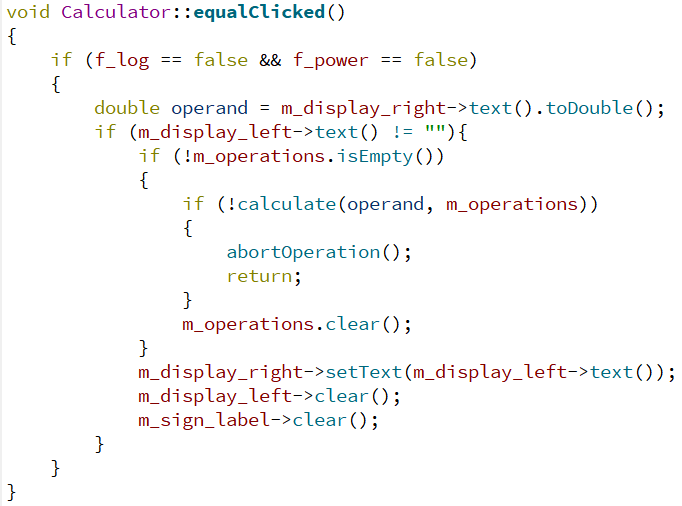 void Calculator::equalClicked()
{
    if (f_log == false && f_power == false)
    {
        double operand = m_display_right->text().toDouble();
        if (m_display_left->text() != ""){
            if (!m_operations.isEmpty())
            {
                if (!calculate(operand, m_operations))
                {
                    abortOperation();
                    return;
                }
                m_operations.clear();
            }
            m_display_right->setText(m_display_left->text());
            m_display_left->clear();
            m_sign_label->clear();
        }
    }
}